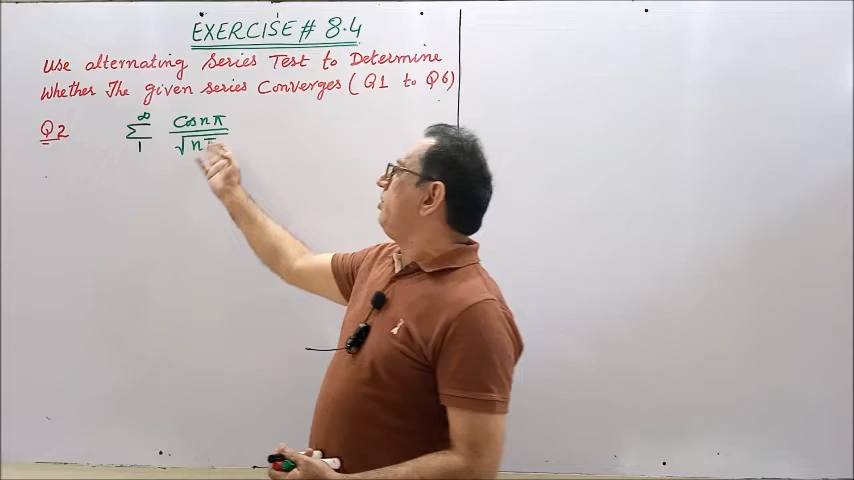 EXERCISE # 8.4
Use alternating Series Test to Determine
Whether The given series Converges (Q1 to Q6)
Q2 ∞ Σ 1 Cos nπ / √n